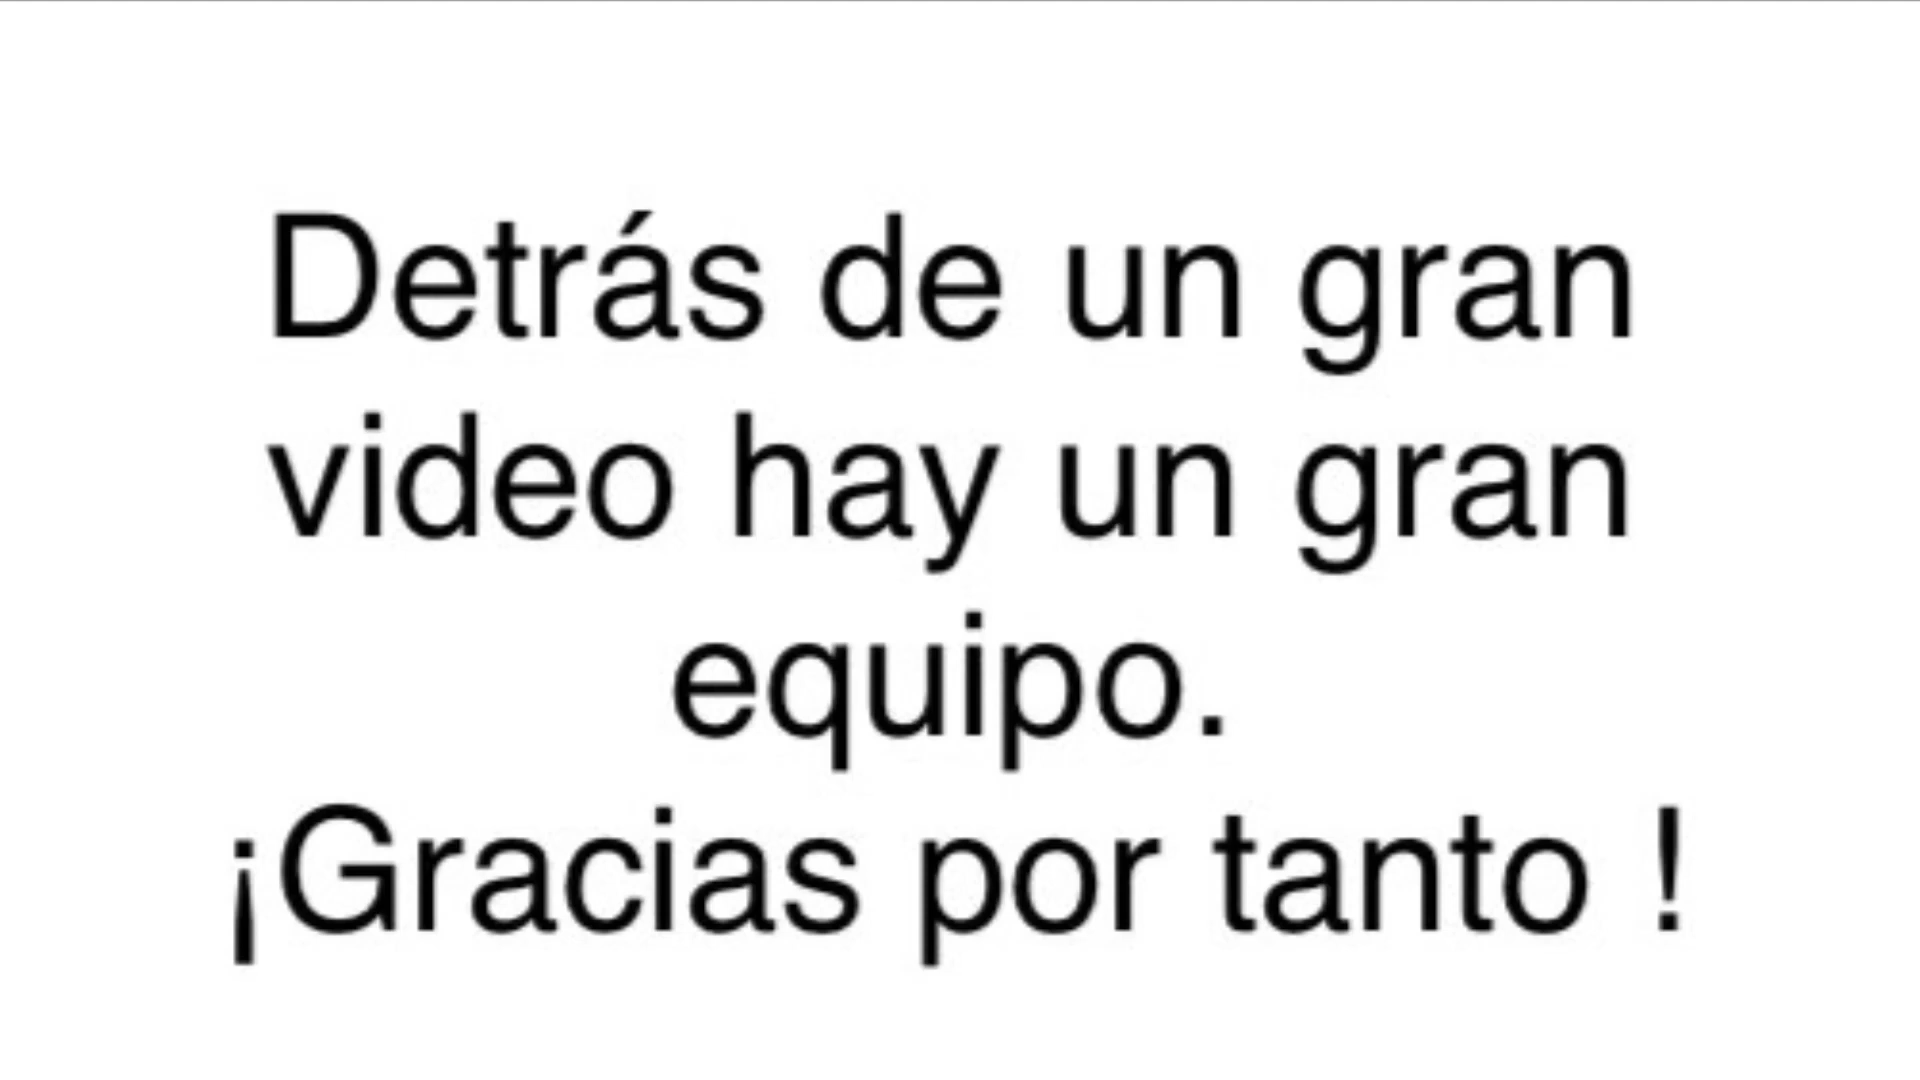 Detrás de un gran
video hay un gran
equipo.
¡Gracias por tanto !